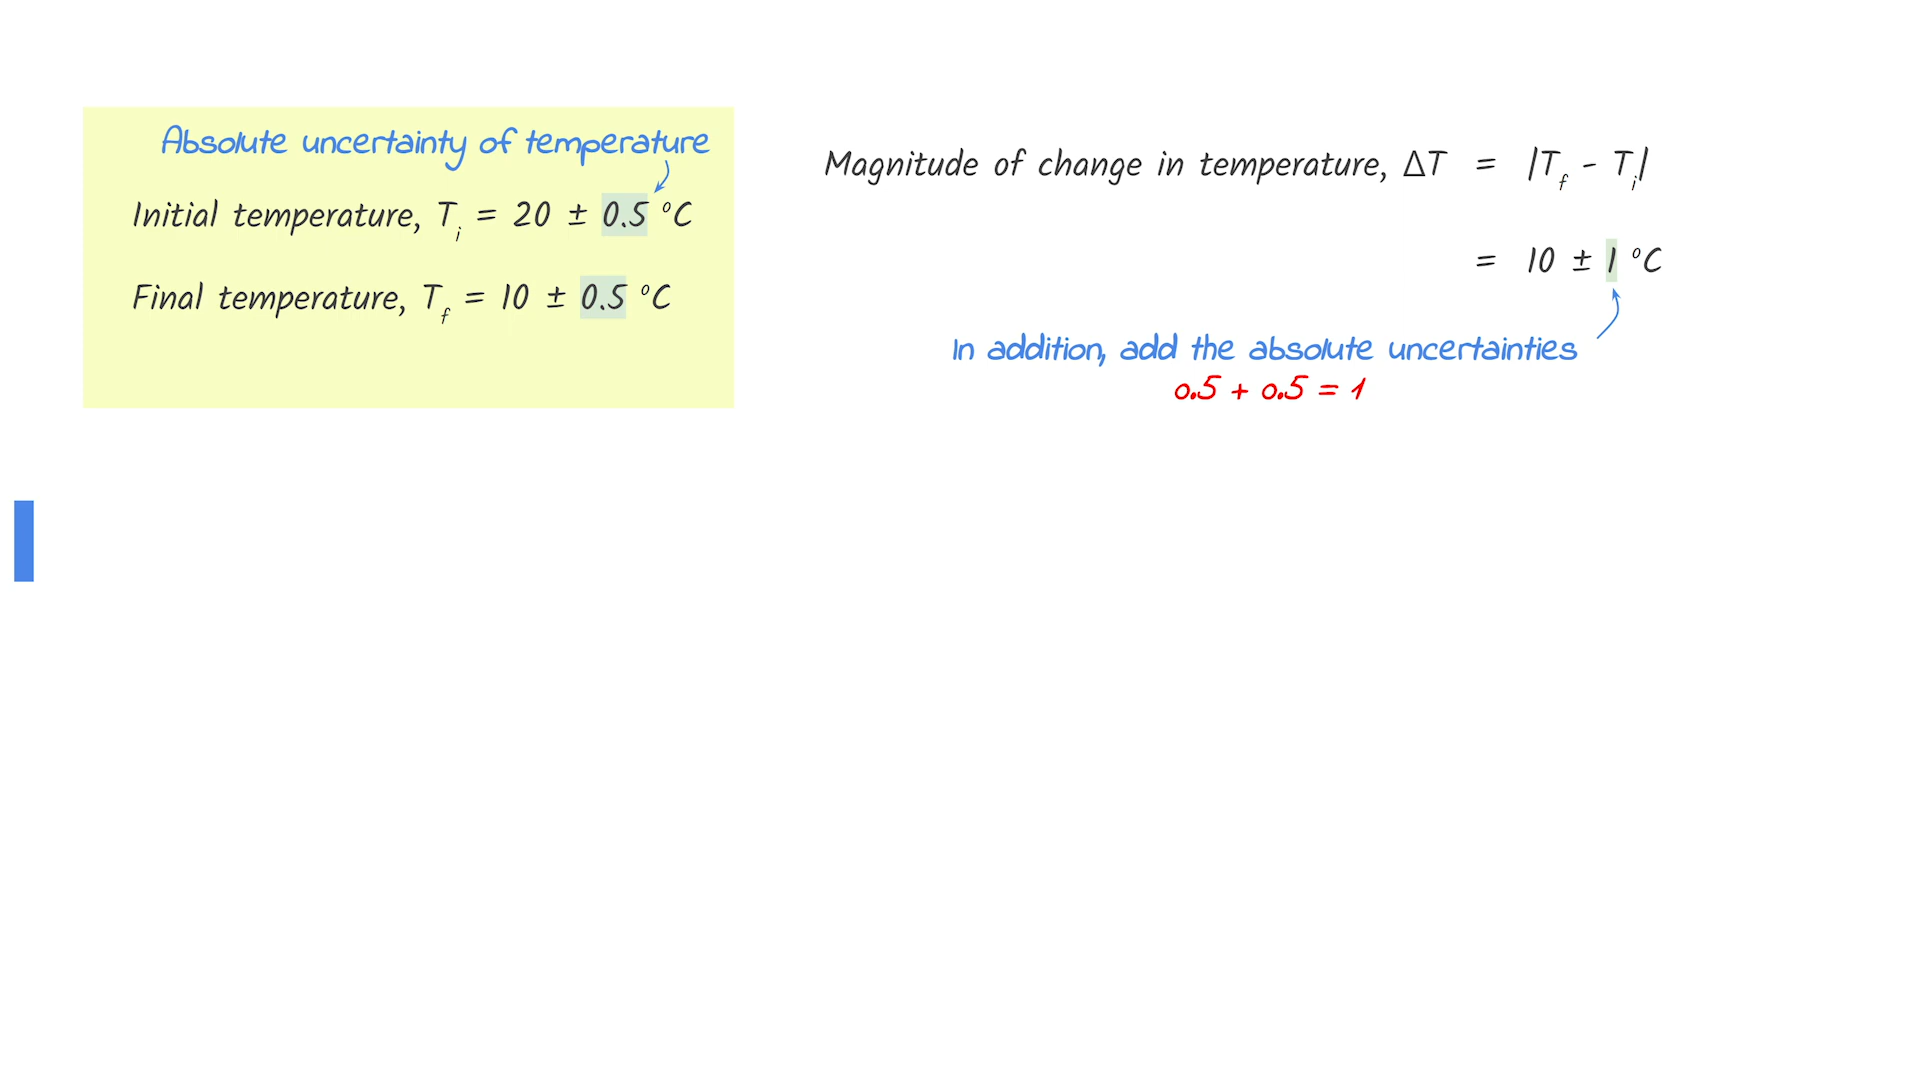 Absolute uncertainty of temperature
Initial temperature, Tᵢ = 20 ± 0.5 °C
Final temperature, T_f = 10 ± 0.5 °C
Magnitude of change in temperature, ΔT = |T_f - Tᵢ|
= 10 ± 1 °C
In addition, add the absolute uncertainties
0.5 + 0.5 = 1